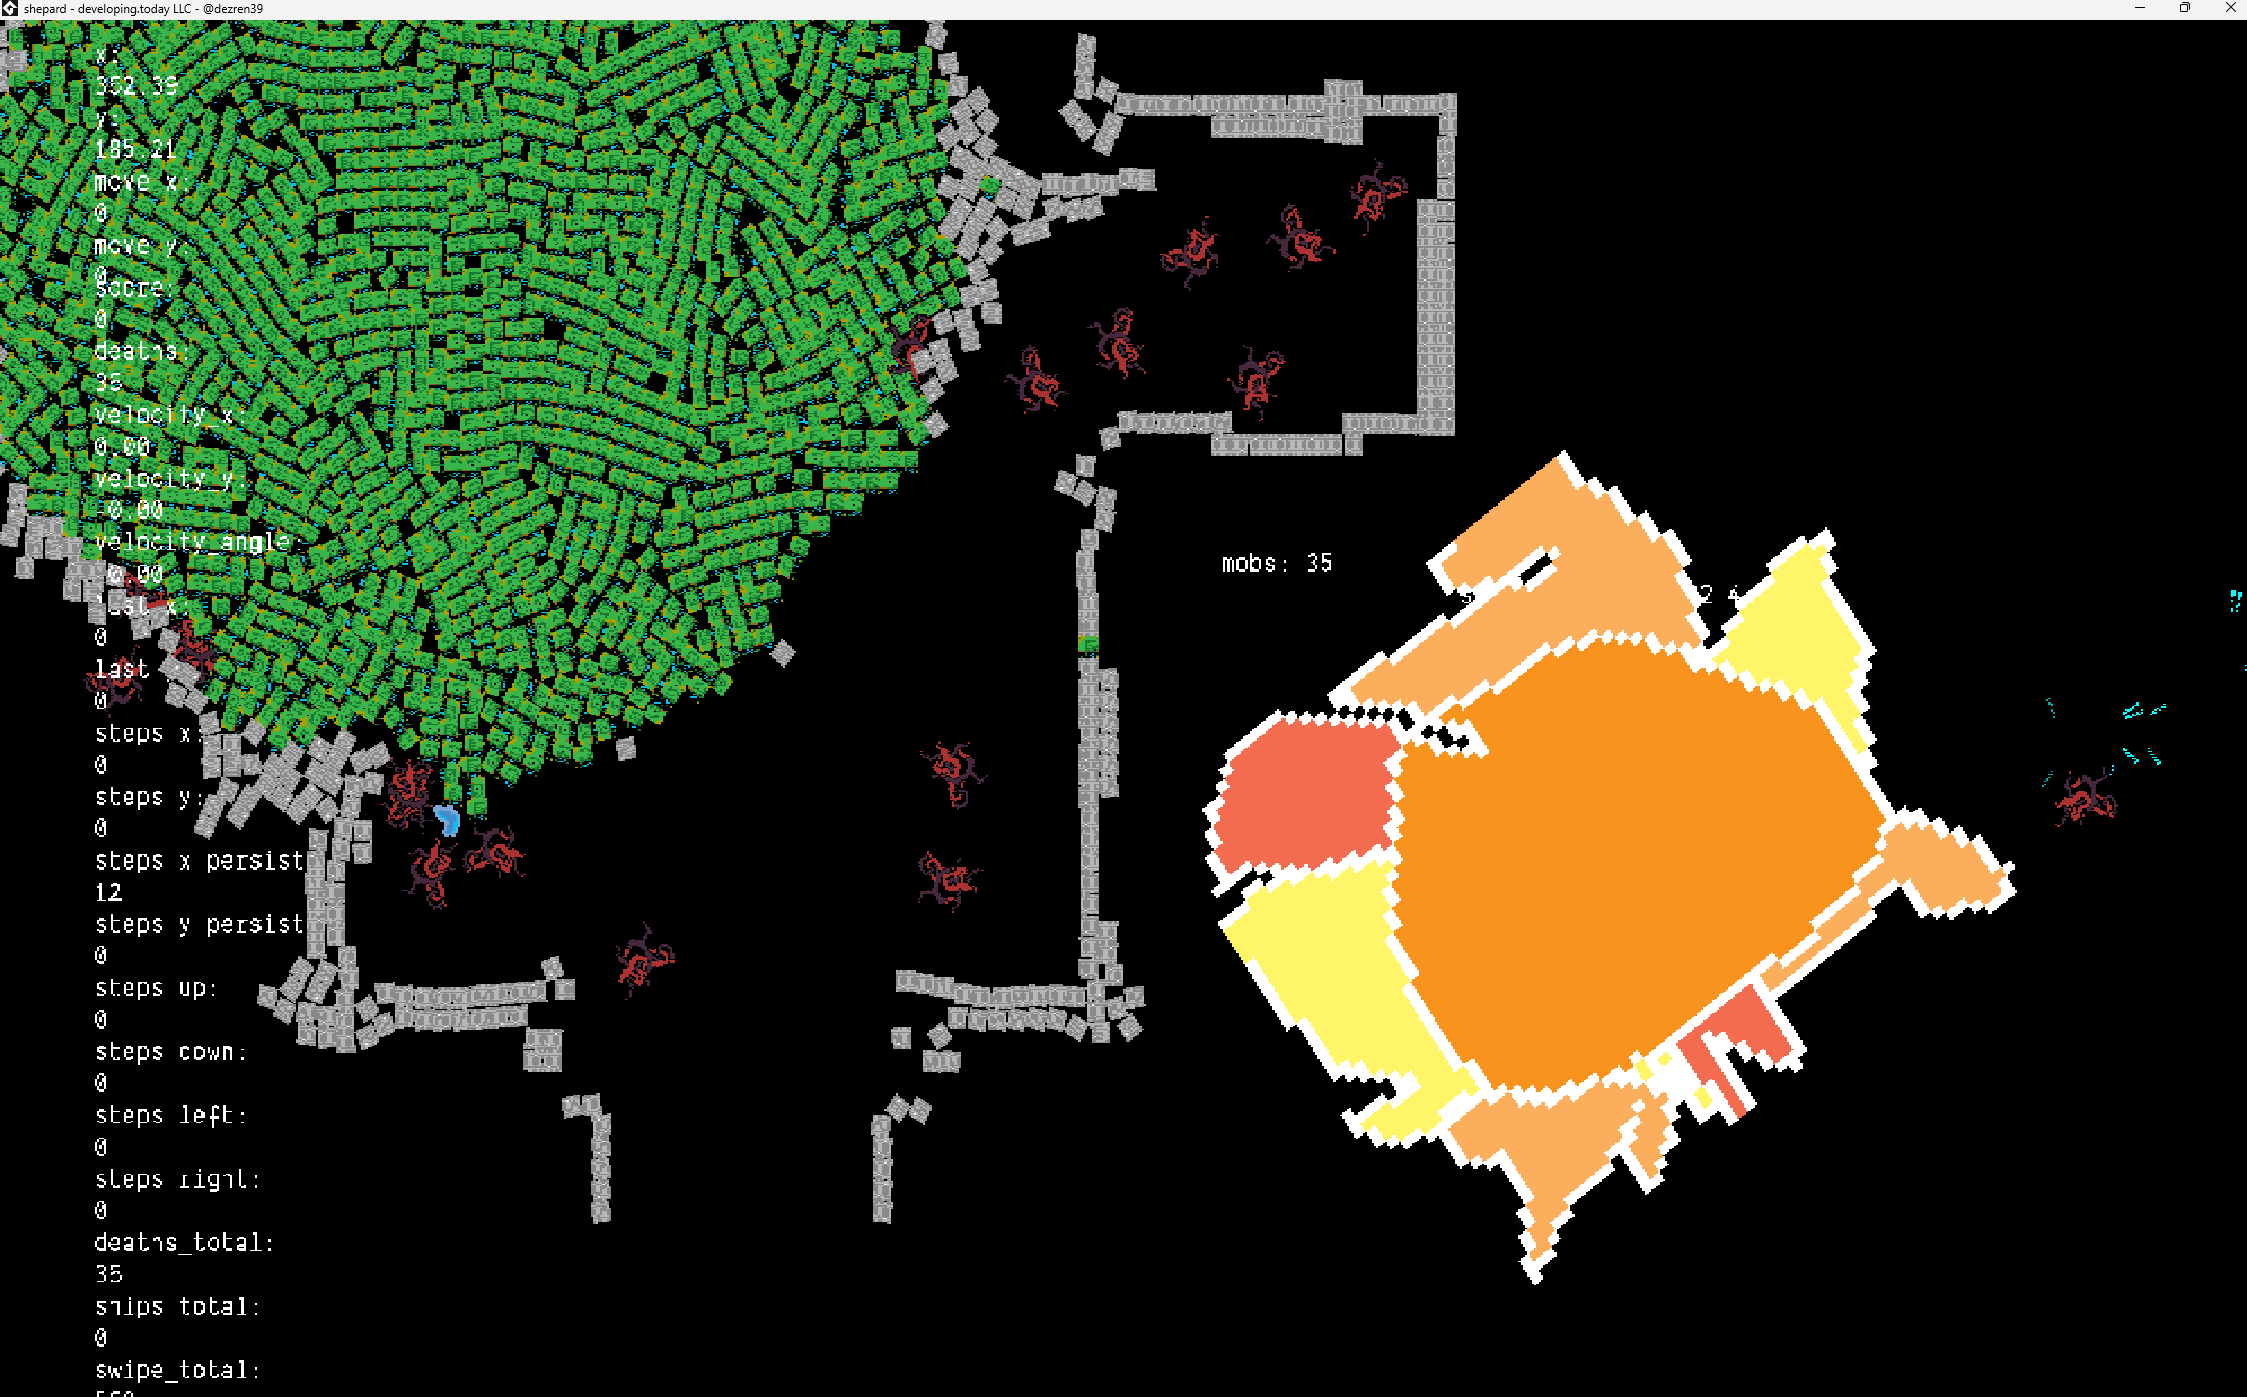 shepard - developing.today LLC - @dezren39
x:
352.39
y:
185.21
move x:
0
move y:
0
score:
0
deaths:
36
velocity_x:
0.00
velocity_y:
-0.00
velocity_angle:
-0.00
last x:
0
last
0
steps x:
0
steps y:
0
steps x persist
12
steps y persist
0
steps up:
0
steps down:
0
steps left:
0
steps right:
0
deaths_total:
35
snips total:
0
swipe_total:
mobs: 35